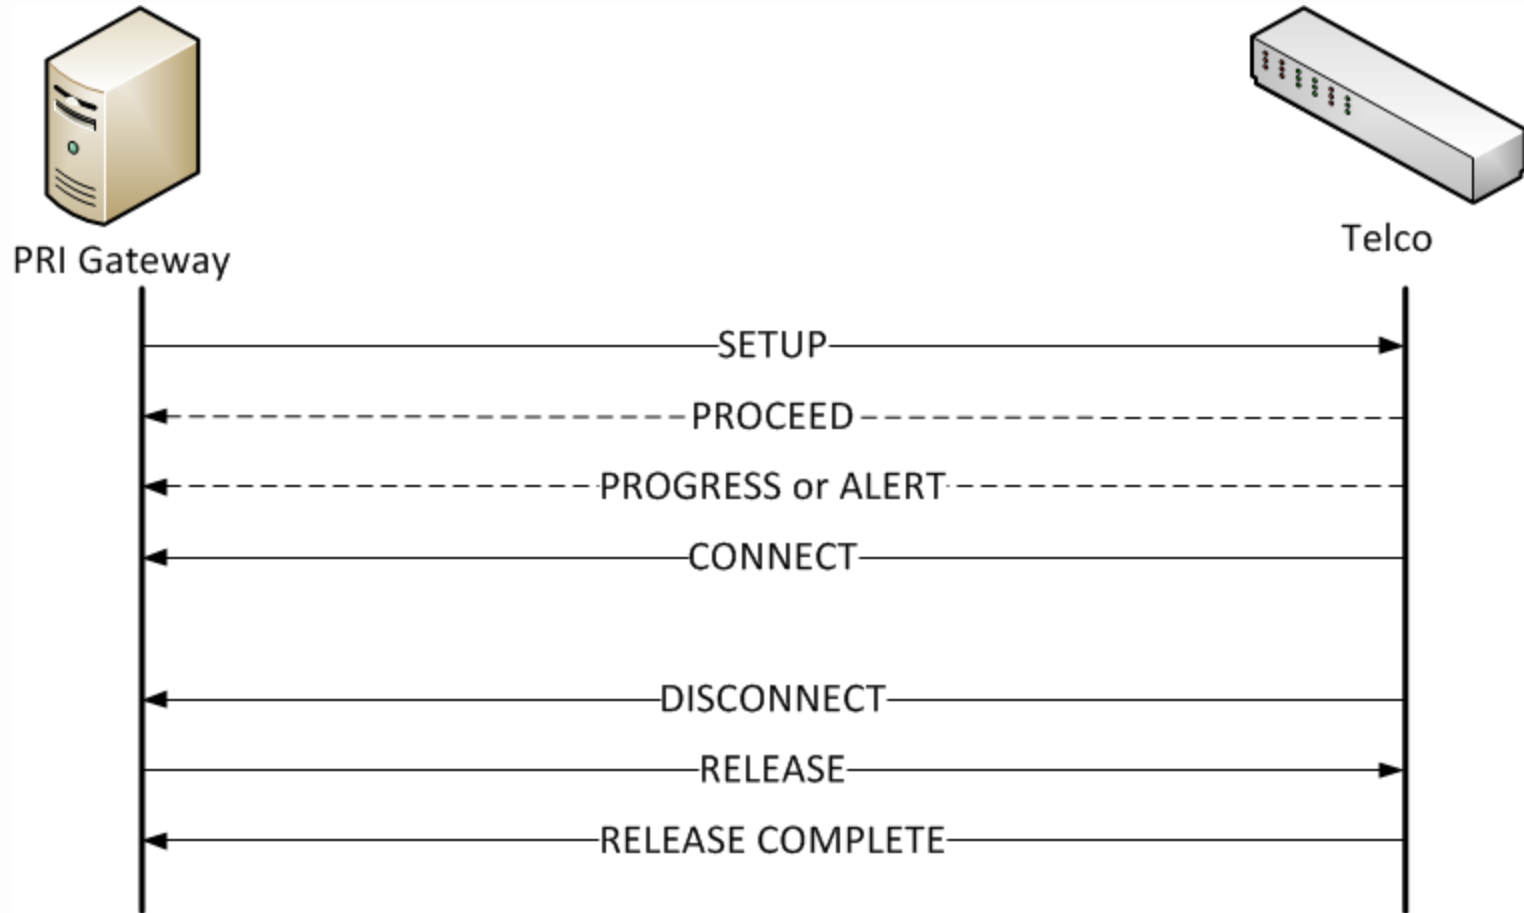 PRI Gateway
Telco
SETUP
PROCEED
PROGRESS or ALERT
CONNECT
DISCONNECT
RELEASE
RELEASE COMPLETE